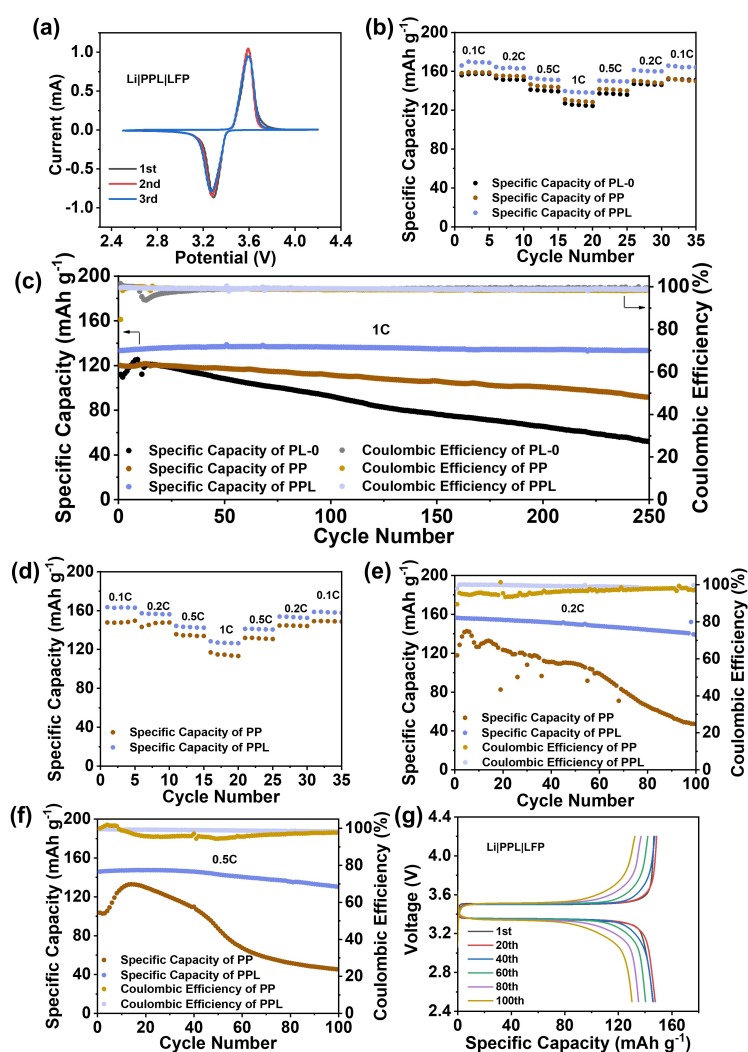 (a)
1.0
0.5
0.0
-0.5
-1.0
Current (mA)
Li|PPL|LFP
1st
2nd
3rd
2.4 2.8 3.2 3.6 4.0 4.4
Potential (V)
(b)
200
160
120
80
40
0
Specific Capacity (mAh g-1)
0.1C 0.2C 0.5C 1C 0.5C 0.2C 0.1C
Specific Capacity of PL-0
Specific Capacity of PP
Specific Capacity of PPL
0 5 10 15 20 25 30 35
Cycle Number
(c)
200
160
120
80
40
0
Specific Capacity (mAh g-1)
1C
Specific Capacity of PL-0
Specific Capacity of PP
Specific Capacity of PPL
Coulombic Efficiency of PL-0
Coulombic Efficiency of PP
Coulombic Efficiency of PPL
100
80
60
40
20
0
Coulombic Efficiency (%)
0 50 100 150 200 250
Cycle Number
(d)
200
160
120
80
40
0
Specific Capacity (mAh g-1)
0.1C 0.2C 0.5C 1C 0.5C 0.2C 0.1C
Specific Capacity of PP
Specific Capacity of PPL
0 5 10 15 20 25 30 35
Cycle Number
(e)
200
160
120
80
40
0
Specific Capacity (mAh g-1)
0.2C
Specific Capacity of PP
Specific Capacity of PPL
Coulombic Efficiency of PP
Coulombic Efficiency of PPL
100
80
60
40
20
0
Coulombic Efficiency (%)
0 20 40 60 80 100
Cycle Number
(f)
200
160
120
80
40
0
Specific Capacity (mAh g-1)
0.5C
Specific Capacity of PP
Specific Capacity of PPL
Coulombic Efficiency of PP
Coulombic Efficiency of PPL
100
80
60
40
20
0
Coulombic Efficiency (%)
0 20 40 60 80 100
Cycle Number
(g)
4.2
3.6
3.2
2.8
2.4
Voltage (V)
Li|PPL|LFP
1st
20th
40th
60th
80th
100th
0 40 80 120 160
Specific Capacity (mAh g-1)